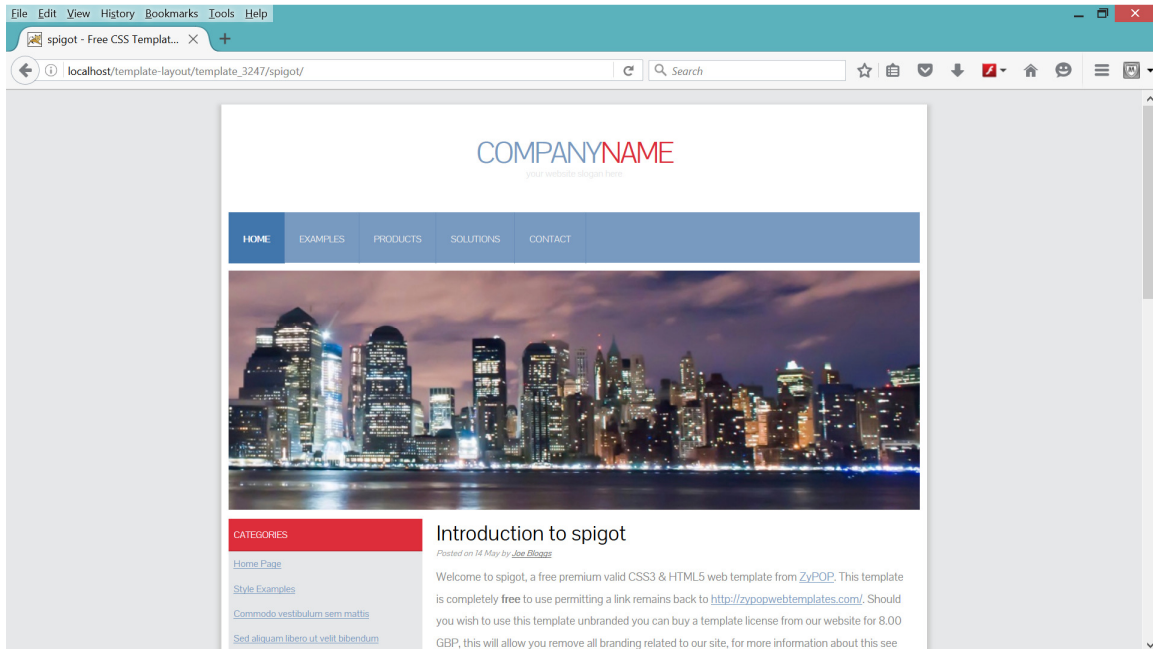 File Edit View History Bookmarks Tools Help
spigot - Free CSS Templat...
localhost/template-layout/template_3247/spigot/
Search
COMPANYNAME
your website slogan here
HOME EXAMPLES PRODUCTS SOLUTIONS CONTACT
CATEGORIES
Home Page
Style Examples
Commodo vestibulum sem mattis
Sed aliquam libero ut velit bibendum
Introduction to spigot
Posted on 14 May by Joe Bloggs
Welcome to spigot, a free premium valid CSS3 & HTML5 web template from ZyPOP. This template
is completely free to use permitting a link remains back to http://zypopwebtemplates.com/. Should
you wish to use this template unbranded you can buy a template license from our website for 8.00
GBP, this will allow you remove all branding related to our site, for more information about this see